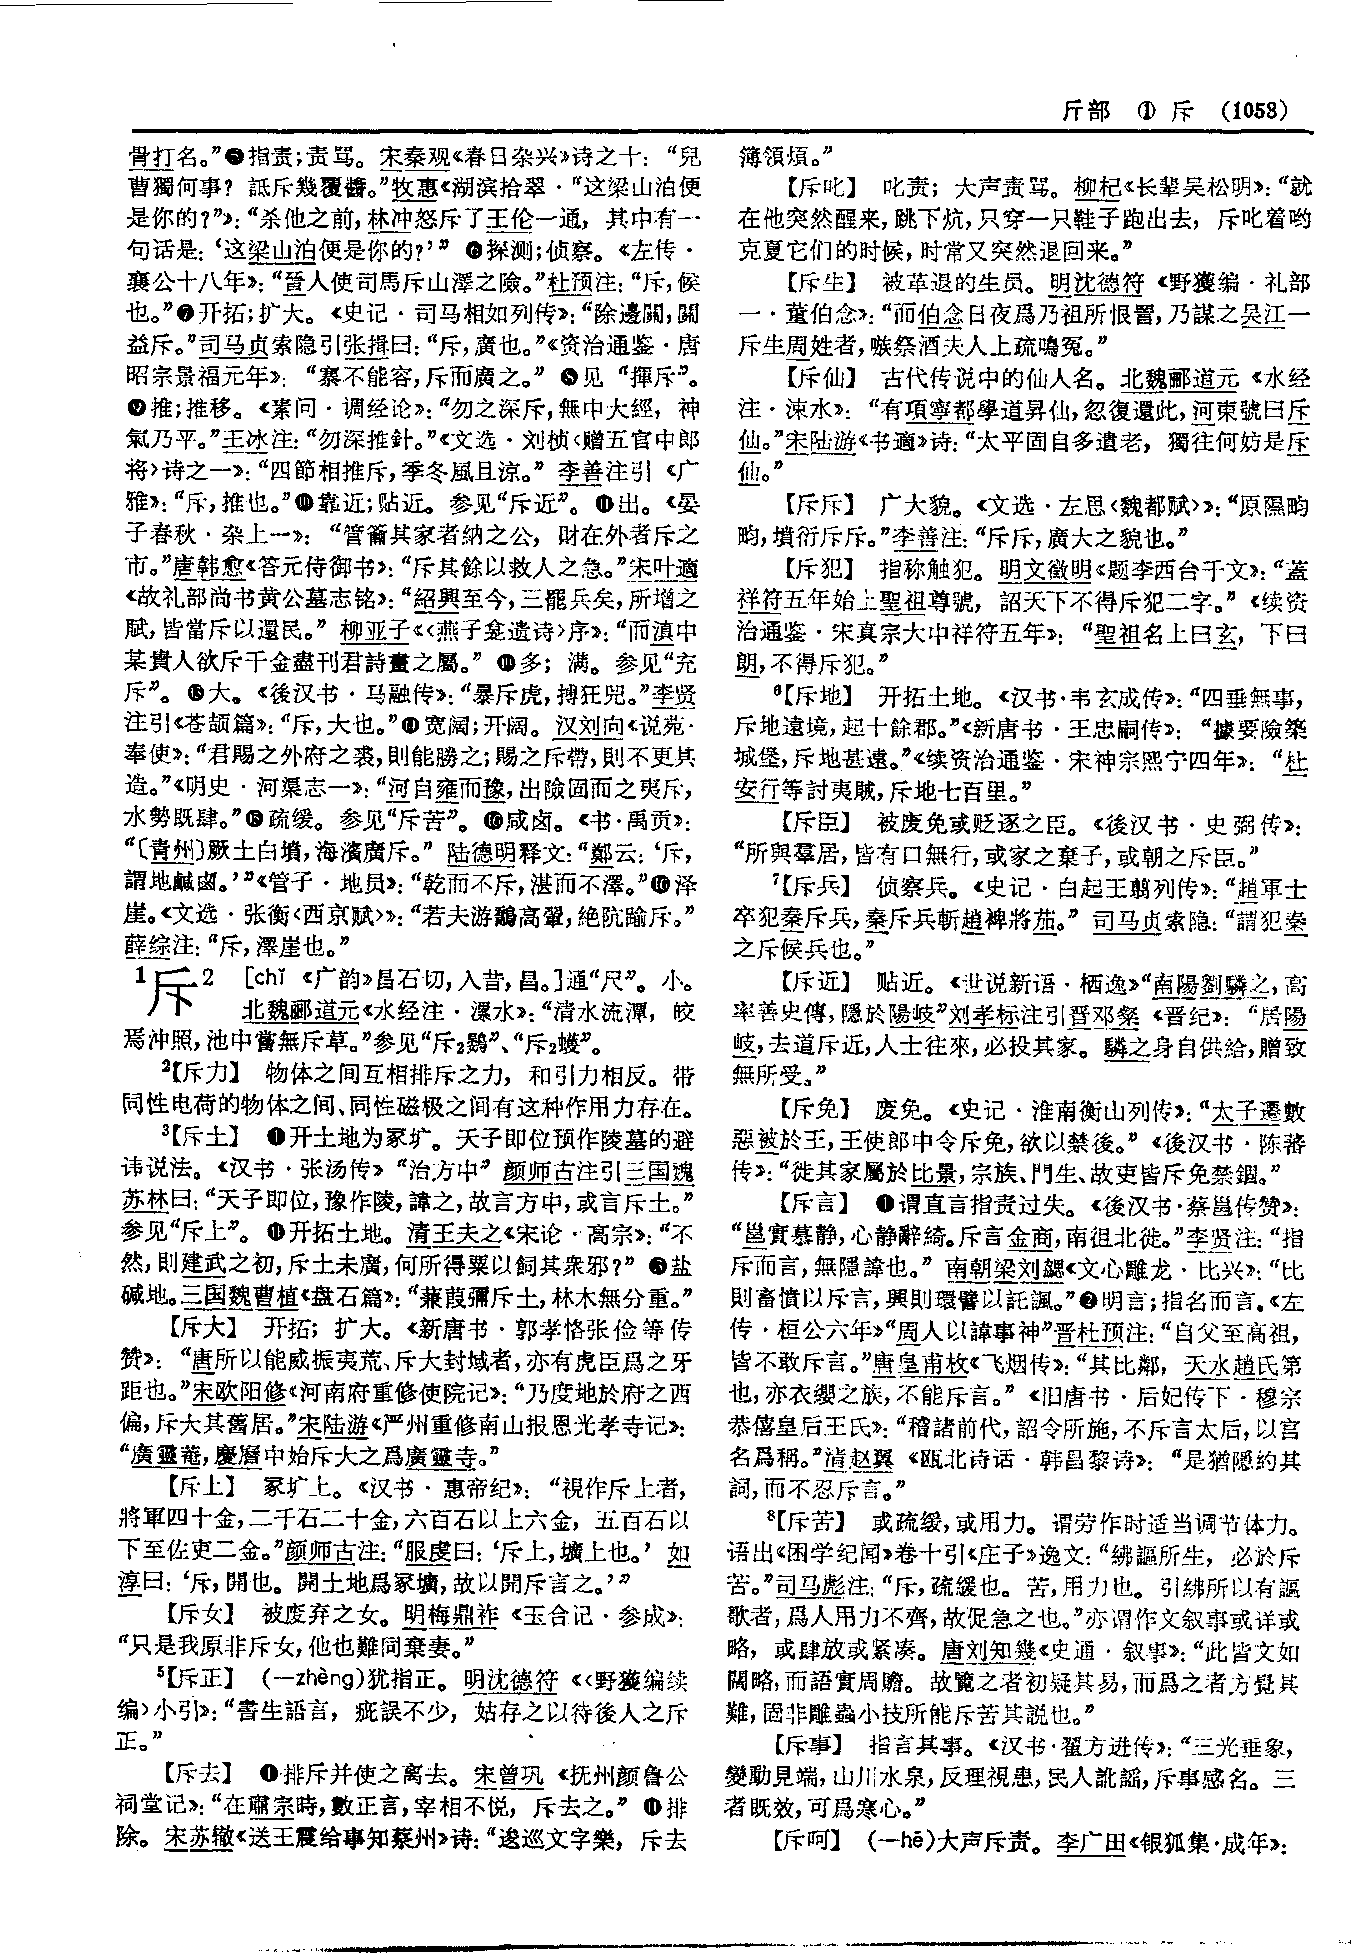 斤部 ① 斥 (1058)
骨打名。”❺指责;责骂。宋秦观《春日杂兴》诗之十：“兒
曹獨何事？詆斥幾覆醬。”牧惠《湖滨拾翠·“这梁山泊便
是你的?”》：“杀他之前,林冲怒斥了王伦一通，其中有一
句话是：‘这梁山泊便是你的?’” ❻探测;侦察。《左传·
襄公十八年》：“晉人使司馬斥山澤之險。”杜预注：“斥,候
也。”❼开拓;扩大。《史记·司马相如列传》：“除邊關,關
益斥。”司马贞索隐引张揖曰：“斥,廣也。”《资治通鉴·唐
昭宗景福元年》：“寨不能容,斥而廣之。” ❽见“揮斥”。
❾推;推移。《素问·调经论》：“勿之深斥,無中大經，神
氣乃平。”王冰注：“勿深推針。”《文选·刘桢〈赠五官中郎
将〉诗之一》：“四節相推斥,季冬風且涼。” 李善注引《广
雅》：“斥,推也。”❿靠近;贴近。参见“斥近”。⓫出。《晏
子春秋·杂上一》：“管籥其家者納之公，財在外者斥之
市。”唐韩愈《答元侍御书》：“斥其餘以救人之急。”宋叶適
《故礼部尚书黄公墓志铭》：“紹興至今,三罷兵矣,所增之
賦,皆當斥以還民。” 柳亚子《〈燕子龛遗诗〉序》：“而滇中
某貴人欲斥千金盡刊君詩畫之屬。” ⓬多；满。参见“充
斥”。⓭大。《後汉书·马融传》：“暴斥虎,搏狂兕。”李贤
注引《苍颉篇》：“斥,大也。”⓮宽阔;开阔。汉刘向《说苑·
奉使》：“君賜之外府之裘,則能勝之;賜之斥帶,則不更其
造。”《明史·河渠志一》：“河自雍而豫,出險固而之夷斥,
水勢既肆。”⓯疏缓。参见“斥苦”。⓰咸卤。《书·禹贡》：
“〔青州〕厥土白墳,海濱廣斥。” 陆德明释文：“鄭云：‘斥,
謂地鹹鹵。’”《管子·地员》：“乾而不斥,湛而不澤。”⓱泽
崖。《文选·张衡〈西京赋〉》：“若夫游鷮高翬,絶阬踰斥。”
薛综注：“斥,澤崖也。”
1斥2 [chǐ 《广韵》昌石切,入昔,昌。]通“尺”。小。
北魏郦道元《水经注·㶟水》：“清水流潭，皎
焉冲照,池中嘗無斥草。”参见“斥₂鷃”、“斥₂蠖”。
2【斥力】 物体之间互相排斥之力，和引力相反。带
同性电荷的物体之间、同性磁极之间有这种作用力存在。
3【斥土】 ❶开土地为冢圹。天子即位预作陵墓的避
讳说法。《汉书·张汤传》“治方中”颜师古注引三国魏
苏林曰：“天子即位,豫作陵,諱之,故言方中,或言斥土。”
参见“斥上”。 ❶开拓土地。清王夫之《宋论·高宗》：“不
然,則建武之初,斥土未廣,何所得粟以飼其衆邪?” ❸盐
碱地。三国魏曹植《盘石篇》：“蒹葭彌斥土,林木無分重。”
【斥大】 开拓；扩大。《新唐书·郭孝恪张俭等传
赞》：“唐所以能威振夷荒、斥大封域者,亦有虎臣爲之牙
距也。”宋欧阳修《河南府重修使院记》：“乃度地於府之西
偏,斥大其舊居。”宋陆游《严州重修南山报恩光孝寺记》：
“廣靈菴,慶曆中始斥大之爲廣靈寺。”
【斥上】 冢圹上。《汉书·惠帝纪》：“視作斥上者,
將軍四十金,二千石二十金,六百石以上六金，五百石以
下至佐吏二金。”颜师古注：“服虔曰：‘斥上,壙上也。’ 如
淳曰：‘斥,開也。開土地爲冢壙,故以開斥言之。’”
【斥女】 被废弃之女。明梅鼎祚《玉合记·参成》：
“只是我原非斥女,他也難同棄妻。”
5【斥正】 (—zhèng)犹指正。明沈德符《〈野獲编续
编〉小引》：“書生語言，疵誤不少，姑存之以待後人之斥
正。”
【斥去】 ❶排斥并使之离去。宋曾巩《抚州颜鲁公
祠堂记》：“在肅宗時,數正言,宰相不悦，斥去之。” ⓫排
除。宋苏辙《送王震给事知蔡州》诗：“逡巡文字樂，斥去
簿領煩。”
【斥叱】 叱责；大声责骂。柳杞《长辈吴松明》：“就
在他突然醒来,跳下炕,只穿一只鞋子跑出去，斥叱着哟
克夏它们的时候,时常又突然退回来。”
【斥生】 被革退的生员。明沈德符《野獲编·礼部
一·董伯念》：“而伯念日夜爲乃祖所恨詈,乃謀之吴江一
斥生周姓者,嗾祭酒夫人上疏鳴冤。”
【斥仙】 古代传说中的仙人名。北魏郦道元《水经
注·涑水》：“有項寧都學道昇仙,忽復還此,河東號曰斥
仙。”宋陆游《书適》诗：“太平固自多遺老，獨往何妨是斥
仙。”
【斥斥】 广大貌。《文选·左思〈魏都赋〉》：“原隰畇
畇,墳衍斥斥。”李善注：“斥斥,廣大之貌也。”
【斥犯】 指称触犯。明文徵明《题李西台千文》：“蓋
祥符五年始上聖祖尊號，詔天下不得斥犯二字。” 《续资
治通鉴·宋真宗大中祥符五年》：“聖祖名上曰玄，下曰
朗,不得斥犯。”
6【斥地】 开拓土地。《汉书·韦玄成传》：“四垂無事,
斥地遠境,起十餘郡。”《新唐书·王忠嗣传》：“據要險築
城堡,斥地甚遠。”《续资治通鉴·宋神宗熙宁四年》：“杜
安行等討夷賊,斥地七百里。”
【斥臣】 被废免或贬逐之臣。《後汉书·史弼传》：
“所與羣居,皆有口無行,或家之棄子,或朝之斥臣。”
7【斥兵】 侦察兵。《史记·白起王翦列传》：“趙軍士
卒犯秦斥兵,秦斥兵斬趙裨將茄。” 司马贞索隐：“謂犯秦
之斥候兵也。”
【斥近】 贴近。《世说新语·栖逸》“南陽劉驎之,高
率善史傳,隱於陽岐”刘孝标注引晋邓粲《晋纪》：“居陽
岐,去道斥近,人士往來,必投其家。驎之身自供给,贈致
無所受。”
【斥免】 废免。《史记·淮南衡山列传》：“太子遷數
惡被於王,王使郎中令斥免,欲以禁後。”《後汉书·陈蕃
传》：“徙其家屬於比景,宗族、門生、故吏皆斥免禁錮。”
【斥言】 ❶谓直言指责过失。《後汉书·蔡邕传赞》：
“邕實慕静,心静辭綺。斥言金商,南徂北徙。”李贤注：“指
斥而言,無隱諱也。” 南朝梁刘勰《文心雕龙·比兴》：“比
則畜憤以斥言,興則環譬以託諷。”❷明言;指名而言。《左
传·桓公六年》“周人以諱事神”晋杜预注：“自父至高祖,
皆不敢斥言。”唐皇甫枚《飞烟传》：“其比鄰，天水趙氏第
也,亦衣缨之族,不能斥言。” 《旧唐书·后妃传下·穆宗
恭僖皇后王氏》：“稽諸前代,詔令所施,不斥言太后,以宫
名爲稱。”清赵翼《瓯北诗话·韩昌黎诗》：“是猶隱約其
詞,而不忍斥言。”
8【斥苦】 或疏缓,或用力。谓劳作时适当调节体力。
语出《困学纪闻》卷十引《庄子》逸文：“紼謳所生，必於斥
苦。”司马彪注：“斥,疏缓也。苦,用力也。引紼所以有謳
歌者,爲人用力不齊,故促急之也。”亦谓作文叙事或详或
略，或肆放或紧凑。唐刘知幾《史通·叙事》：“此皆文如
闊略,而語實周贍。故覽之者初疑其易,而爲之者方覺其
難,固非雕蟲小技所能斥苦其説也。”
【斥事】 指言其事。《汉书·翟方进传》：“三光垂象,
變動見端,山川水泉,反理視患,民人訛謡,斥事感名。三
者既效,可爲寒心。”
【斥呵】 (—hē)大声斥责。李广田《银狐集·成年》：